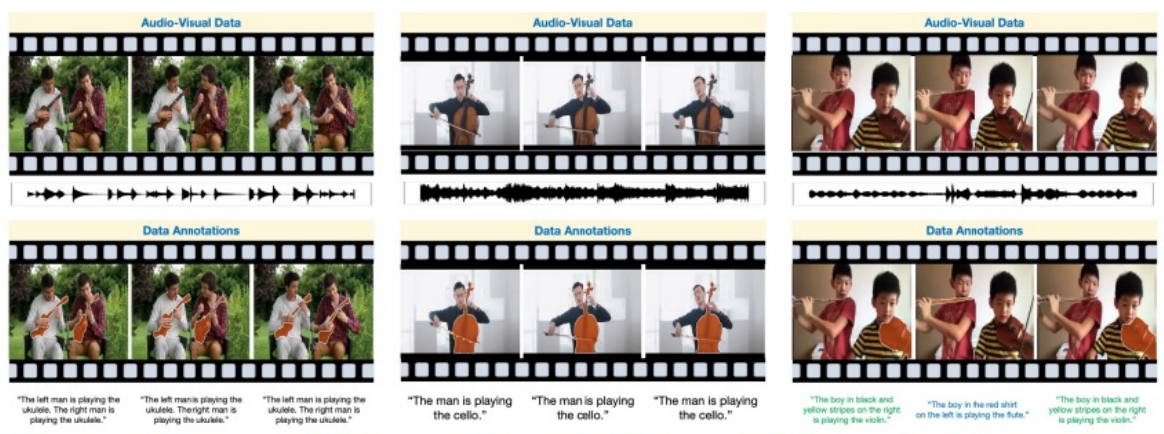 Audio-Visual Data
Audio-Visual Data
Audio-Visual Data
Data Annotations
Data Annotations
Data Annotations
"The left man is playing the
ukulele. The right man is
playing the ukulele."
"The left man is playing the
ukulele. The right man is
playing the ukulele."
"The left man is playing the
ukulele. The right man is
playing the ukulele."
"The man is playing
the cello."
"The man is playing
the cello."
"The man is playing
the cello."
"The boy in black and
yellow stripes on the right
is playing the violin."
"The boy in the red shirt
on the left is playing the flute."
"The boy in black and
yellow stripes on the right
is playing the violin."